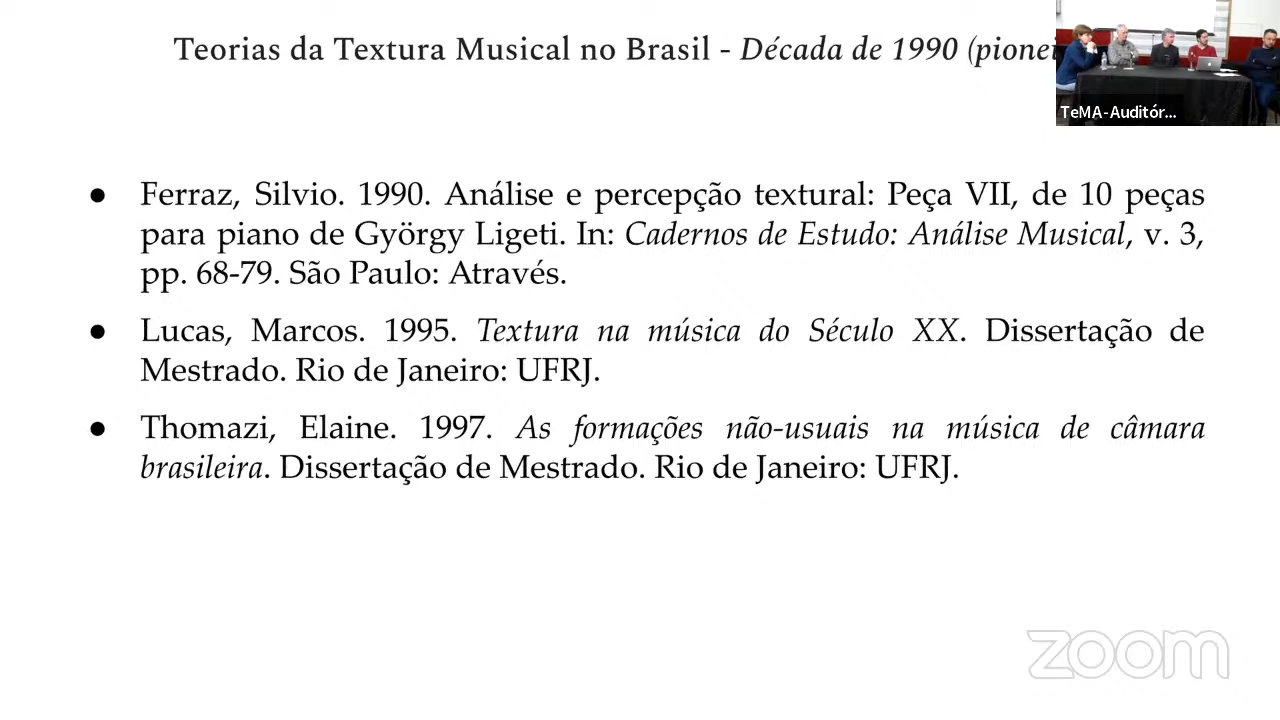 Teorias da Textura Musical no Brasil - Década de 1990 (pionei
TeMA-Auditór...
● Ferraz, Silvio. 1990. Análise e percepção textural: Peça VII, de 10 peças
para piano de György Ligeti. In: Cadernos de Estudo: Análise Musical, v. 3,
pp. 68-79. São Paulo: Através.
● Lucas, Marcos. 1995. Textura na música do Século XX. Dissertação de
Mestrado. Rio de Janeiro: UFRJ.
● Thomazi, Elaine. 1997. As formações não-usuais na música de câmara
brasileira. Dissertação de Mestrado. Rio de Janeiro: UFRJ.
zoom